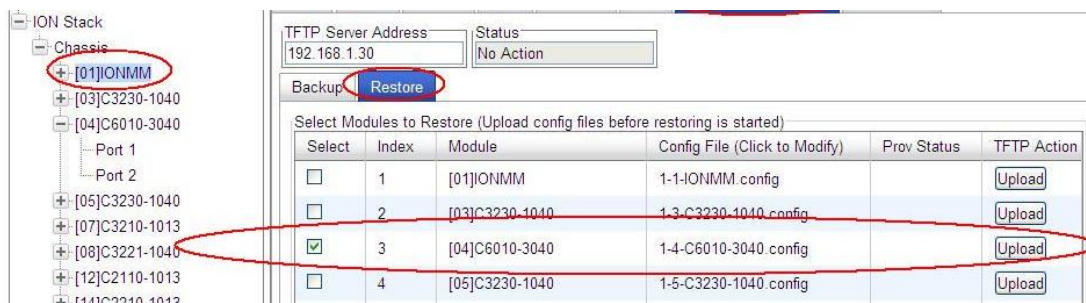 ION Stack
Chassis
[01]IONMM
[03]C3230-1040
[04]C6010-3040
Port 1
Port 2
[05]C3230-1040
[07]C3210-1013
[08]C3221-1040
[12]C2110-1013
[14]C2210-1013
TFTP Server Address
192.168.1.30
Status
No Action
Backup Restore
Select Modules to Restore (Upload config files before restoring is started)
Select Index Module Config File (Click to Modify) Prov Status TFTP Action
1 [01]IONMM 1-1-IONMM.config Upload
2 [03]C3230-1040 1-3-C3230-1040.config Upload
3 [04]C6010-3040 1-4-C6010-3040.config Upload
4 [05]C3230-1040 1-5-C3230-1040.config Upload